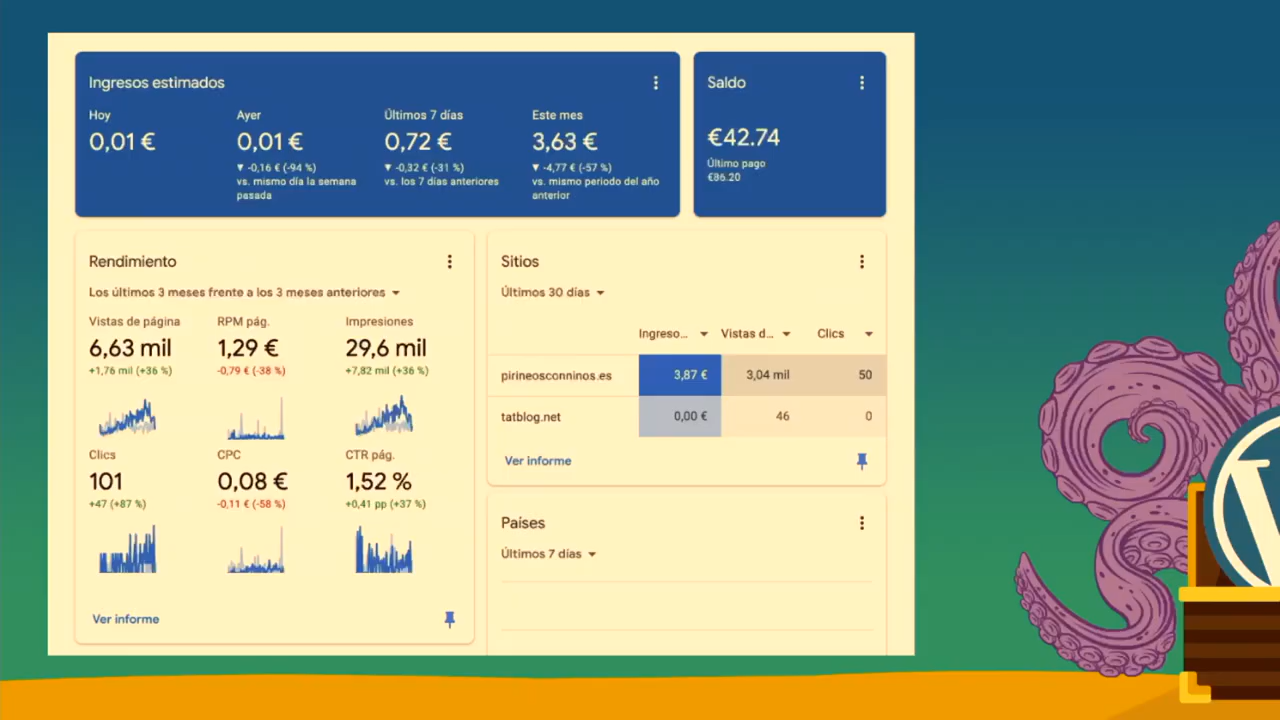 Ingresos estimados
Hoy
0,01 €
Ayer
0,01 €
▼ -0,16 € (-94 %)
vs. mismo día la semana
pasada
Últimos 7 días
0,72 €
▼ -0,32 € (-31 %)
vs. los 7 días anteriores
Este mes
3,63 €
▼ -4,77 € (-57 %)
vs. mismo periodo del año
anterior
Saldo
€42.74
Último pago
€86.20
Rendimiento
Los últimos 3 meses frente a los 3 meses anteriores
Vistas de página
6,63 mil
+1,76 mil (+36 %)
RPM pág.
1,29 €
-0,79 € (-38 %)
Impresiones
29,6 mil
+7,82 mil (+36 %)
Clics
101
+47 (+87 %)
CPC
0,08 €
-0,11 € (-58 %)
CTR pág.
1,52 %
+0,41 pp (+37 %)
Ver informe
Sitios
Últimos 30 días
Ingreso... Vistas d... Clics
pirineosconninos.es 3,87 € 3,04 mil 50
tatblog.net 0,00 € 46 0
Ver informe
Países
Últimos 7 días